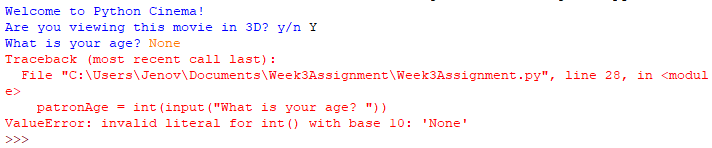 Welcome to Python Cinema!
Are you viewing this movie in 3D? y/n Y
What is your age? None
Traceback (most recent call last):
  File "C:\Users\Jenov\Documents\Week3Assignment\Week3Assignment.py", line 28, in <modul
e>
    patronAge = int(input("What is your age? "))
ValueError: invalid literal for int() with base 10: 'None'
>>>